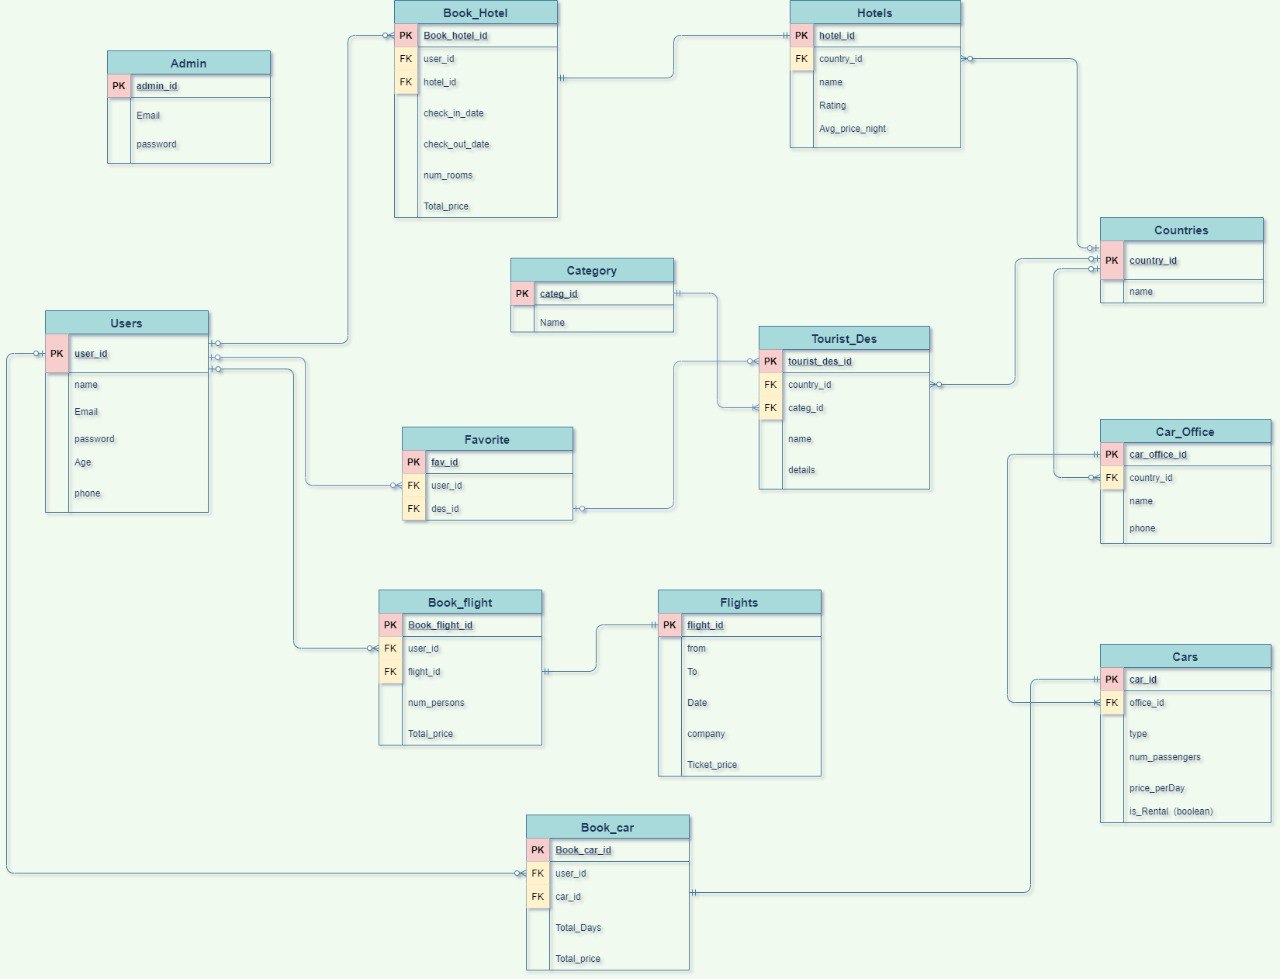 Book_Hotel
PK Book_hotel_id
FK user_id
FK hotel_id
check_in_date
check_out_date
num_rooms
Total_price
Hotels
PK hotel_id
FK country_id
name
Rating
Avg_price_night
Admin
PK admin_id
Email
password
Countries
PK country_id
name
Category
PK categ_id
Name
Users
PK user_id
name
Email
password
Age
phone
Tourist_Des
PK tourist_des_id
FK country_id
FK categ_id
name
details
Favorite
PK fav_id
FK user_id
FK des_id
Car_Office
PK car_office_id
FK country_id
name
phone
Book_flight
PK Book_flight_id
FK user_id
FK flight_id
num_persons
Total_price
Flights
PK flight_id
from
To
Date
company
Ticket_price
Cars
PK car_id
FK office_id
type
num_passengers
price_perDay
is_Rental (boolean)
Book_car
PK Book_car_id
FK user_id
FK car_id
Total_Days
Total_price